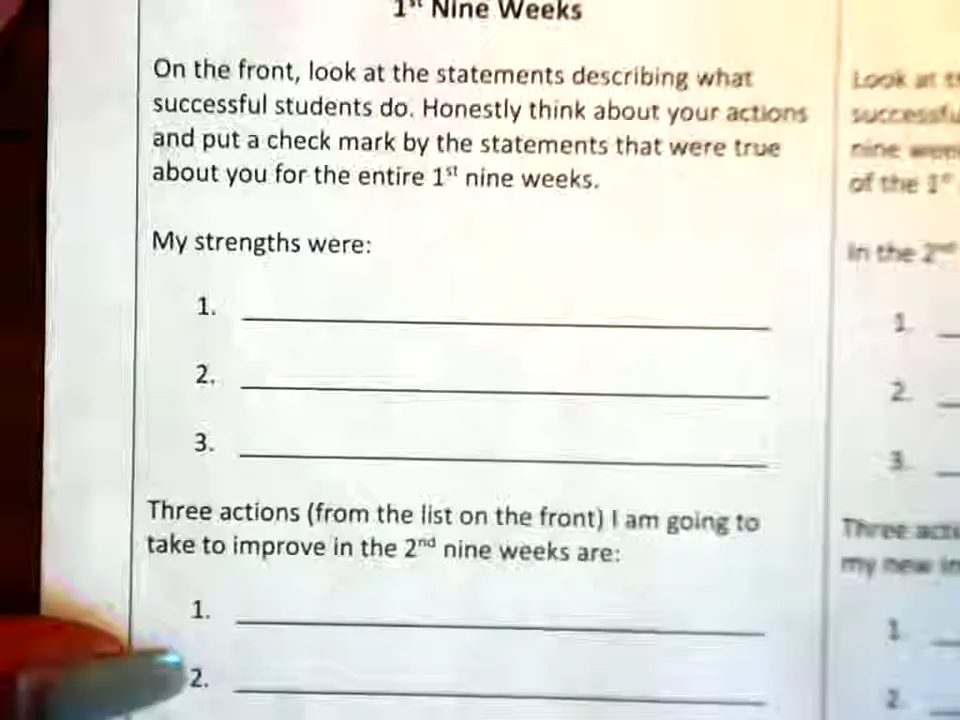 1st Nine Weeks
On the front, look at the statements describing what
successful students do. Honestly think about your actions
and put a check mark by the statements that were true
about you for the entire 1st nine weeks.
My strengths were:
1.
2.
3.
Three actions (from the list on the front) I am going to
take to improve in the 2nd nine weeks are:
1.
2.
Look at
successfu
nine
of the 1st
In the 2nd
1.
2.
3.
Three acti
my new in
1.
2.